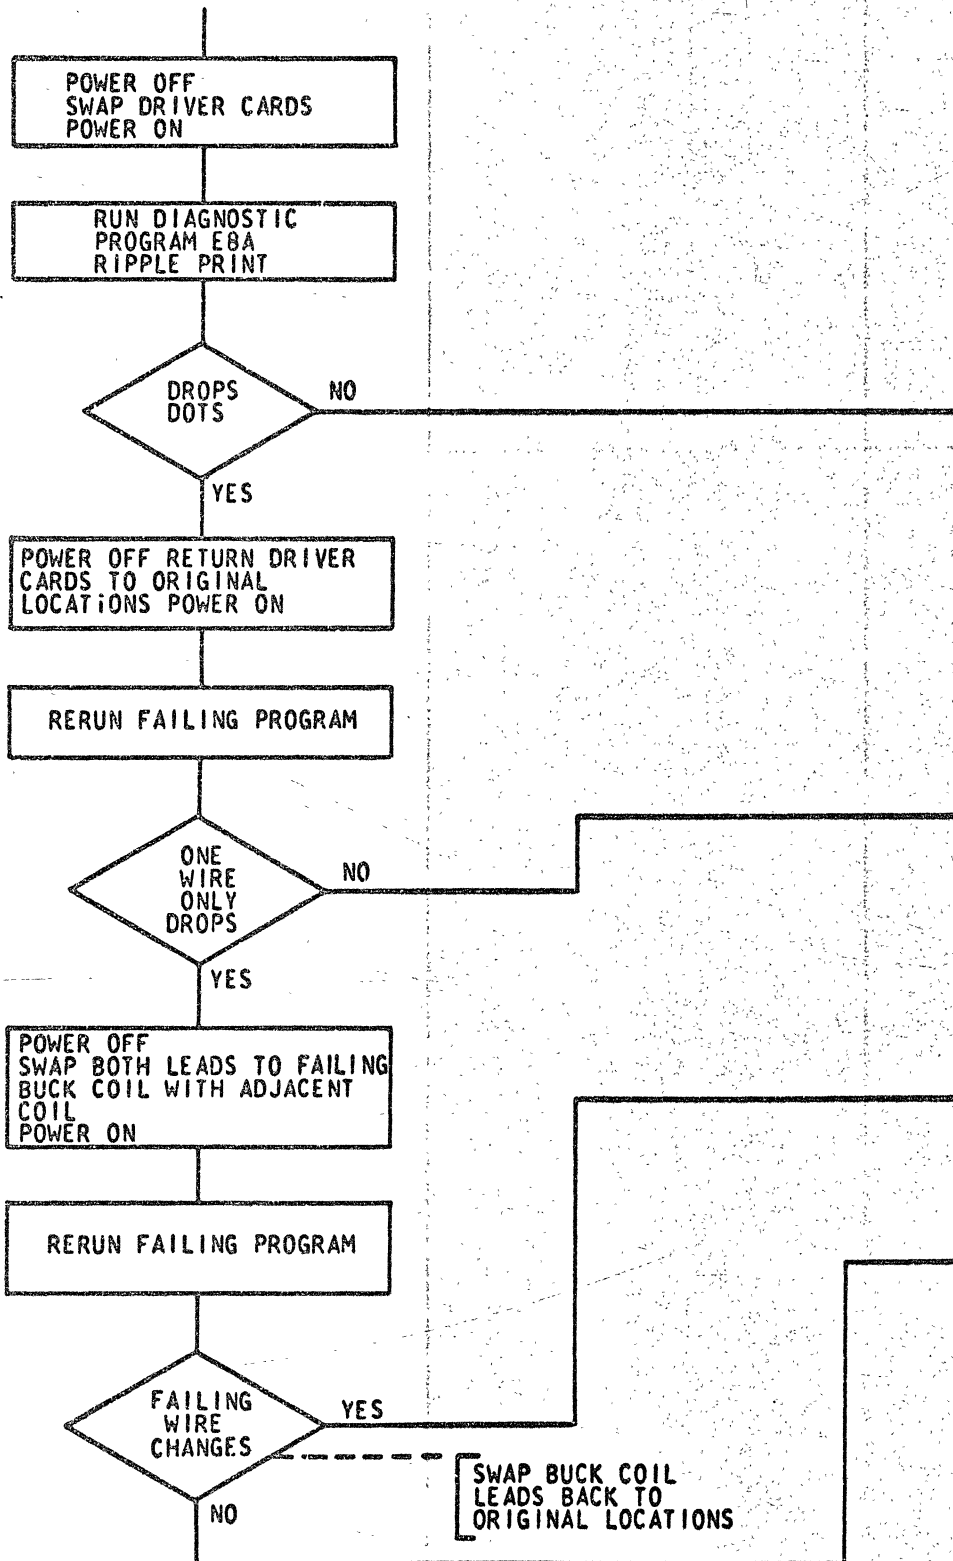 POWER OFF
SWAP DRIVER CARDS
POWER ON
RUN DIAGNOSTIC
PROGRAM E8A
RIPPLE PRINT
DROPS
DOTS
NO
YES
POWER OFF RETURN DRIVER
CARDS TO ORIGINAL
LOCATIONS POWER ON
RERUN FAILING PROGRAM
ONE
WIRE
ONLY
DROPS
NO
YES
POWER OFF
SWAP BOTH LEADS TO FAILING
BUCK COIL WITH ADJACENT
COIL
POWER ON
RERUN FAILING PROGRAM
FAILING
WIRE
CHANGES
YES
SWAP BUCK COIL
LEADS BACK TO
ORIGINAL LOCATIONS
NO